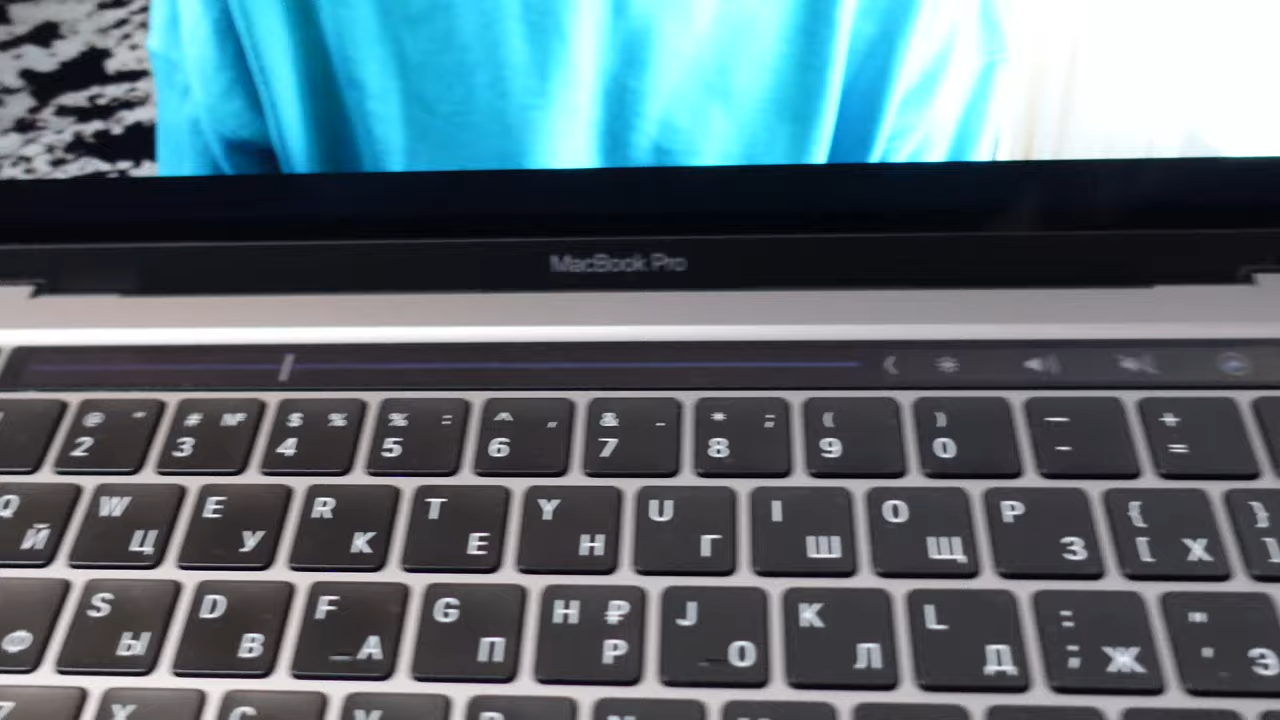 MacBook Pro
@ "
2
# №
3
$ %
4
% :
5
^ ,
6
& .
7
* ;
8
(
9
)
0
—
-
+
=
Q
Й
W
Ц
E
У
R
К
T
Е
Y
Н
U
Г
I
Ш
O
Щ
P
З
{
[ Х
}
]
Ф
S
Ы
D
В
F
А
G
П
H ₽
Р
J
О
K
Л
L
Д
:
; Ж
"
' Э